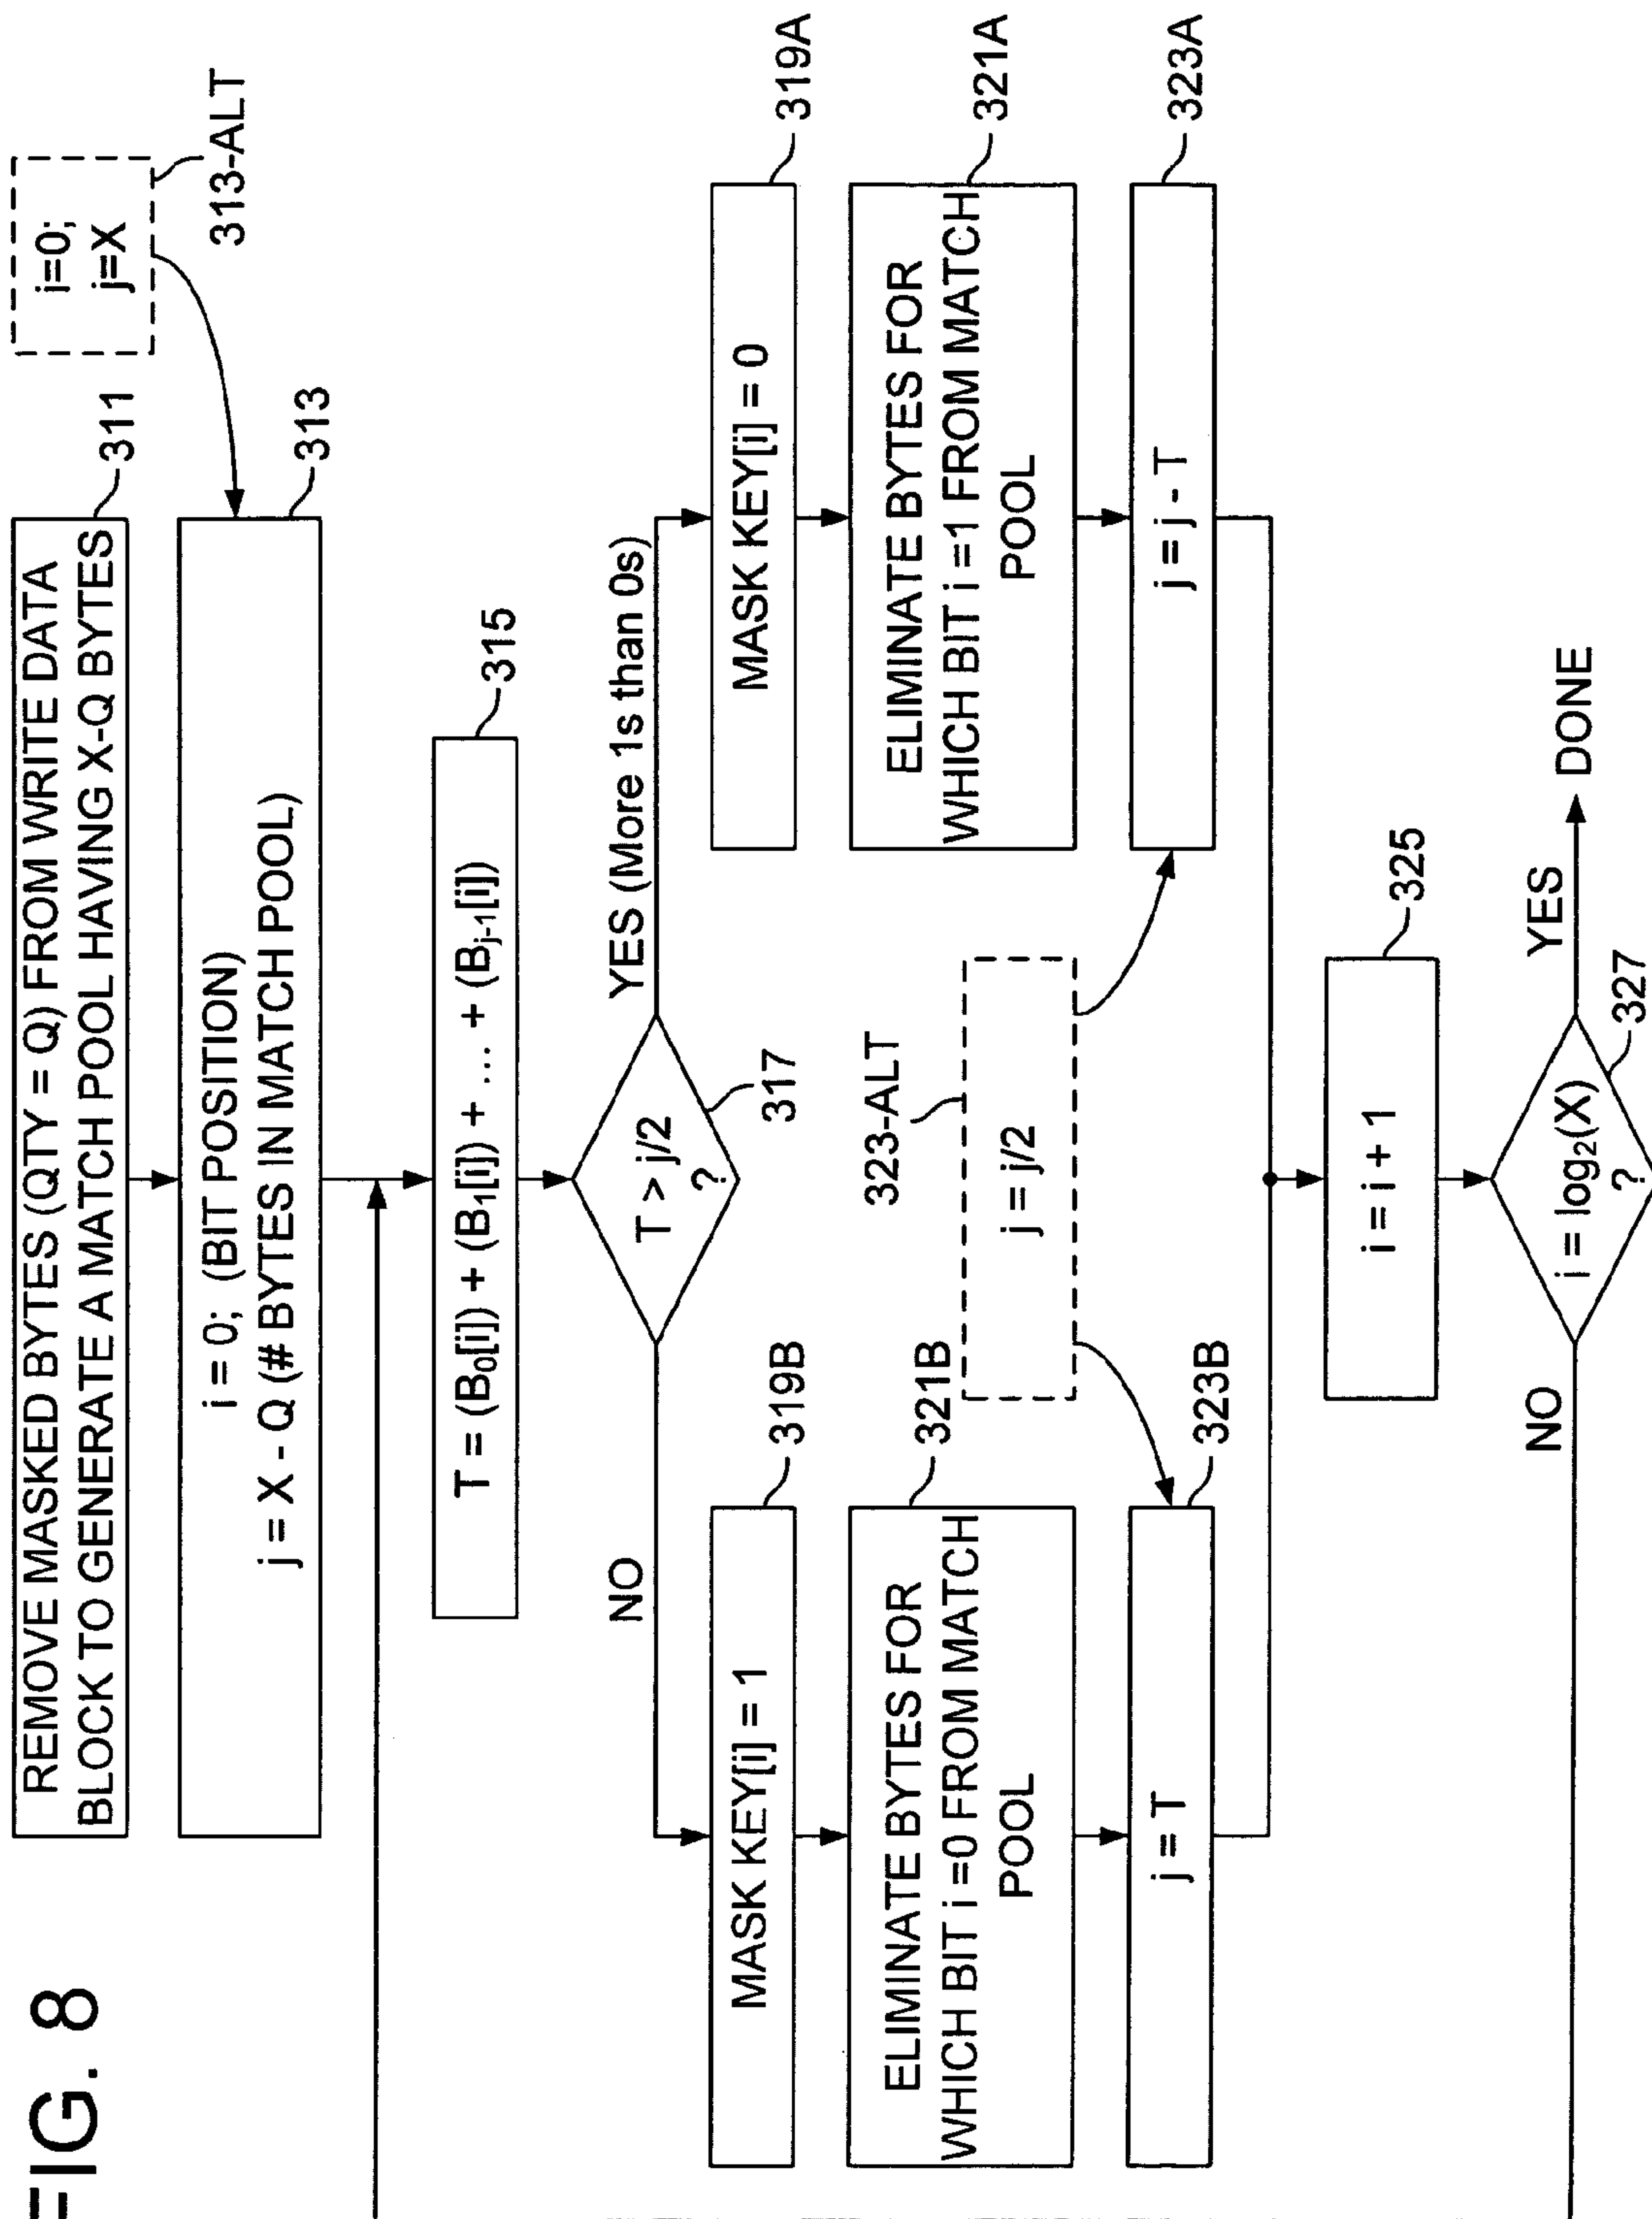 FIG. 8
REMOVE MASKED BYTES (QTY = Q) FROM WRITE DATA
BLOCK TO GENERATE A MATCH POOL HAVING X-Q BYTES
311
i=0;
j=X
313-ALT
i = 0; (BIT POSITION)
j = X - Q (# BYTES IN MATCH POOL)
313
T = (B₀[i]) + (B₁[i]) + ... + (Bⱼ₋₁[i])
315
T > j/2
?
317
NO
YES (More 1s than 0s)
MASK KEY[i] = 1
319B
MASK KEY[i] = 0
319A
ELIMINATE BYTES FOR
WHICH BIT i =0 FROM MATCH
POOL
321B
ELIMINATE BYTES FOR
WHICH BIT i =1 FROM MATCH
POOL
321A
323-ALT
j = j/2
j = T
323B
j = j - T
323A
i = i + 1
325
i = log₂(X)
?
327
NO
YES
DONE